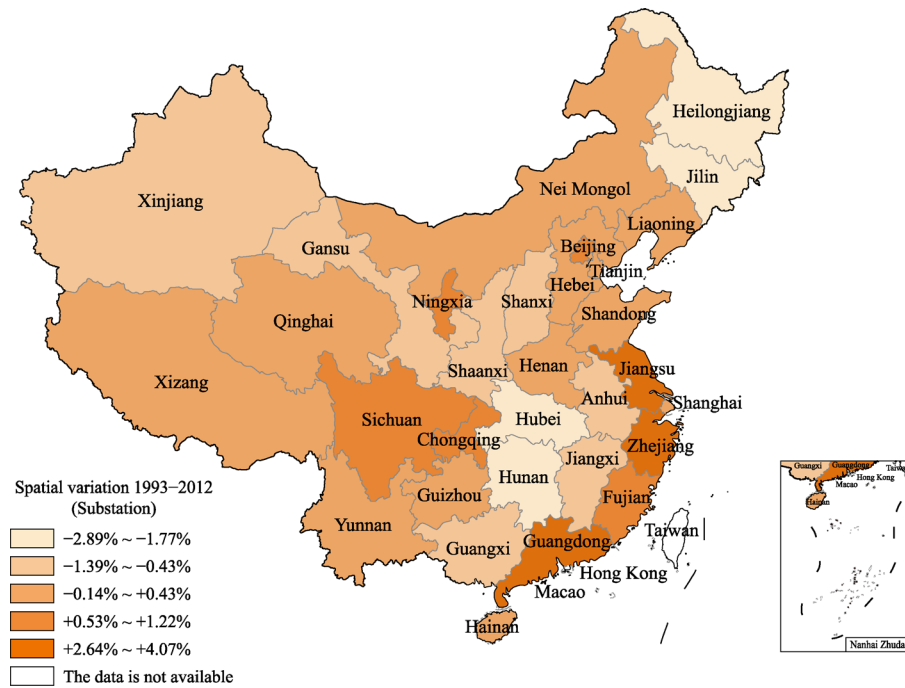 Heilongjiang
Jilin
Nei Mongol
Xinjiang
Liaoning
Gansu
Beijing
Tianjin
Hebei
Ningxia
Shanxi
Shandong
Qinghai
Henan
Shaanxi
Xizang
Jiangsu
Anhui
Shanghai
Sichuan
Hubei
Chongqing
Zhejiang
Jiangxi
Hunan
Guizhou
Fujian
Yunnan
Taiwan
Guangxi
Guangdong
Hong Kong
Macao
Hainan
Spatial variation 1993−2012
(Substation)
−2.89% ~ −1.77%
−1.39% ~ −0.43%
−0.14% ~ +0.43%
+0.53% ~ +1.22%
+2.64% ~ +4.07%
The data is not available
Guangxi
Guangdong
Taiwan
Hong Kong
Macao
Hainan
Nanhai Zhuda